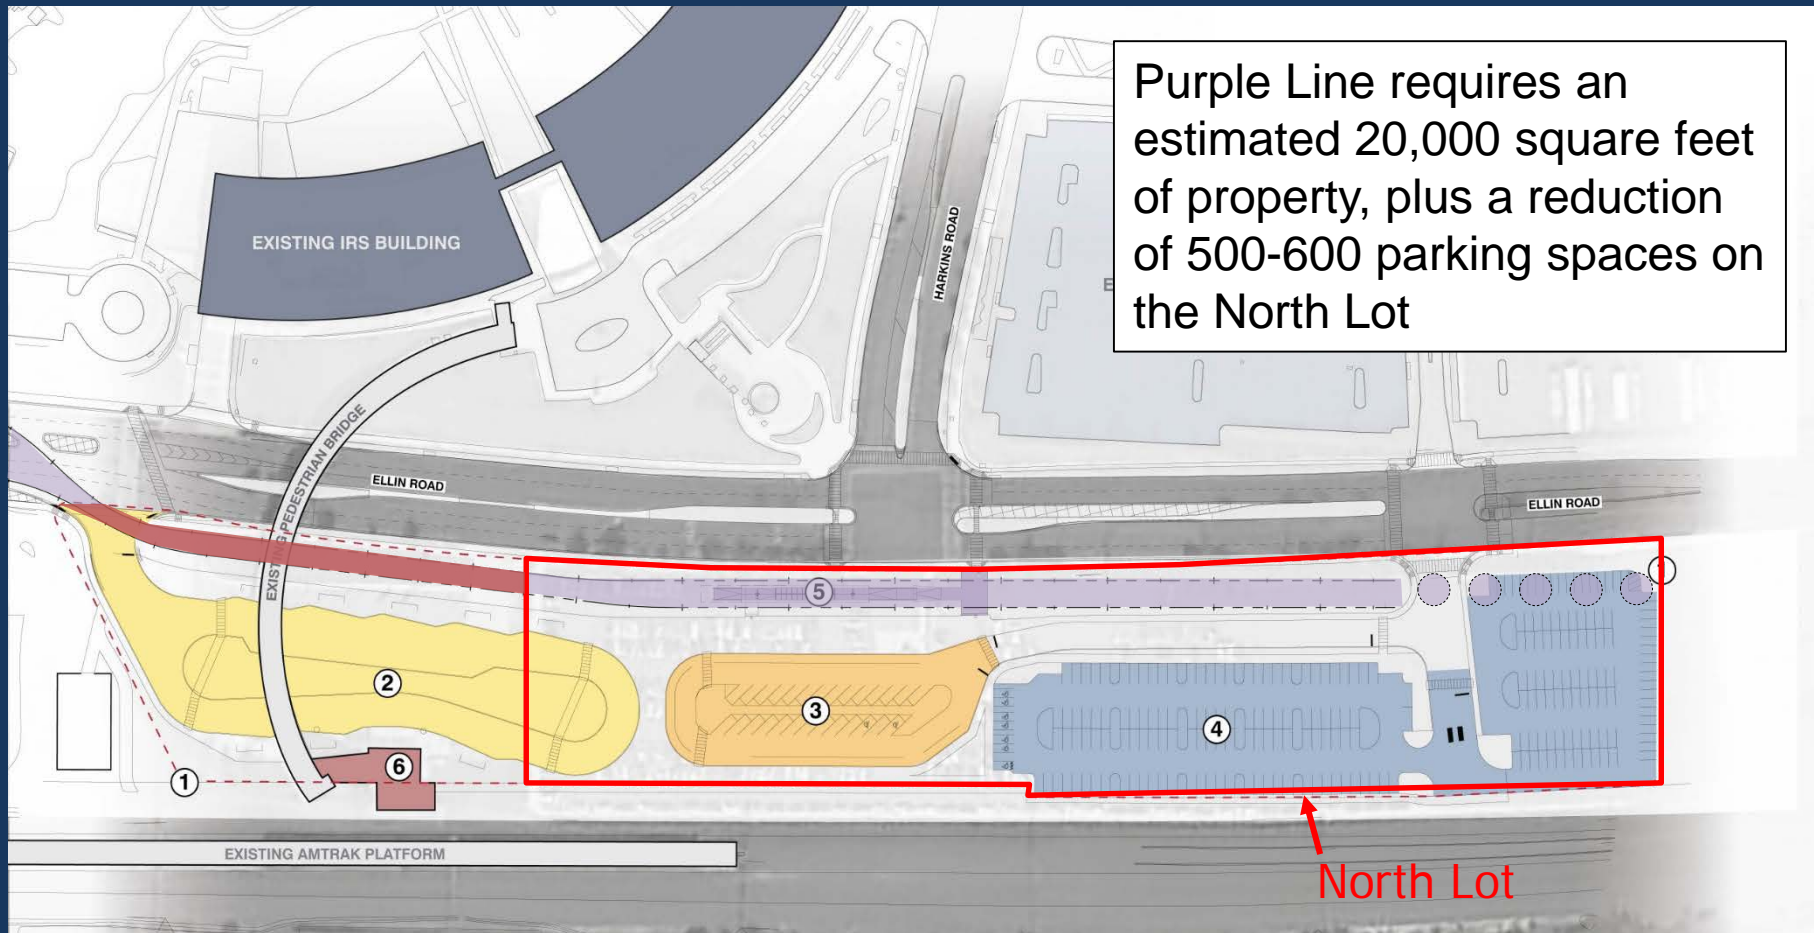 Purple Line requires an
estimated 20,000 square feet
of property, plus a reduction
of 500-600 parking spaces on
the North Lot
EXISTING IRS BUILDING
HARKINS ROAD
E
EXISTING PEDESTRIAN BRIDGE
ELLIN ROAD
ELLIN ROAD
5
1
2
3
4
6
1
EXISTING AMTRAK PLATFORM
North Lot